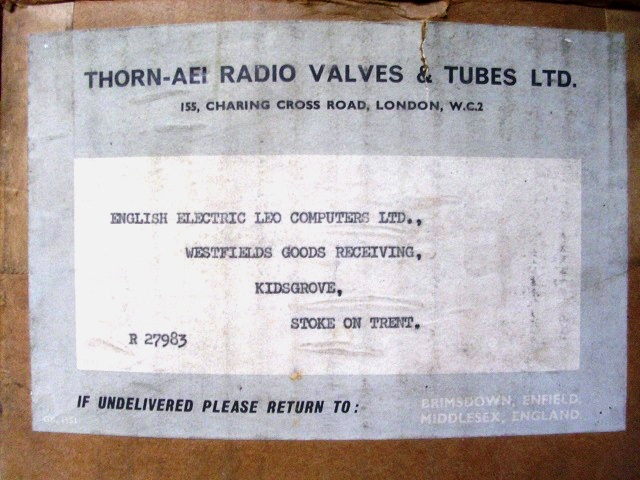 THORN-AEI RADIO VALVES & TUBES LTD.
155, CHARING CROSS ROAD, LONDON, W.C.2
ENGLISH ELECTRIC LEO COMPUTERS LTD.,
WESTFIELDS GOODS RECEIVING,
KIDSGROVE,
STOKE ON TRENT.
R 27983
IF UNDELIVERED PLEASE RETURN TO:
BRIMSDOWN, ENFIELD,
MIDDLESEX, ENGLAND